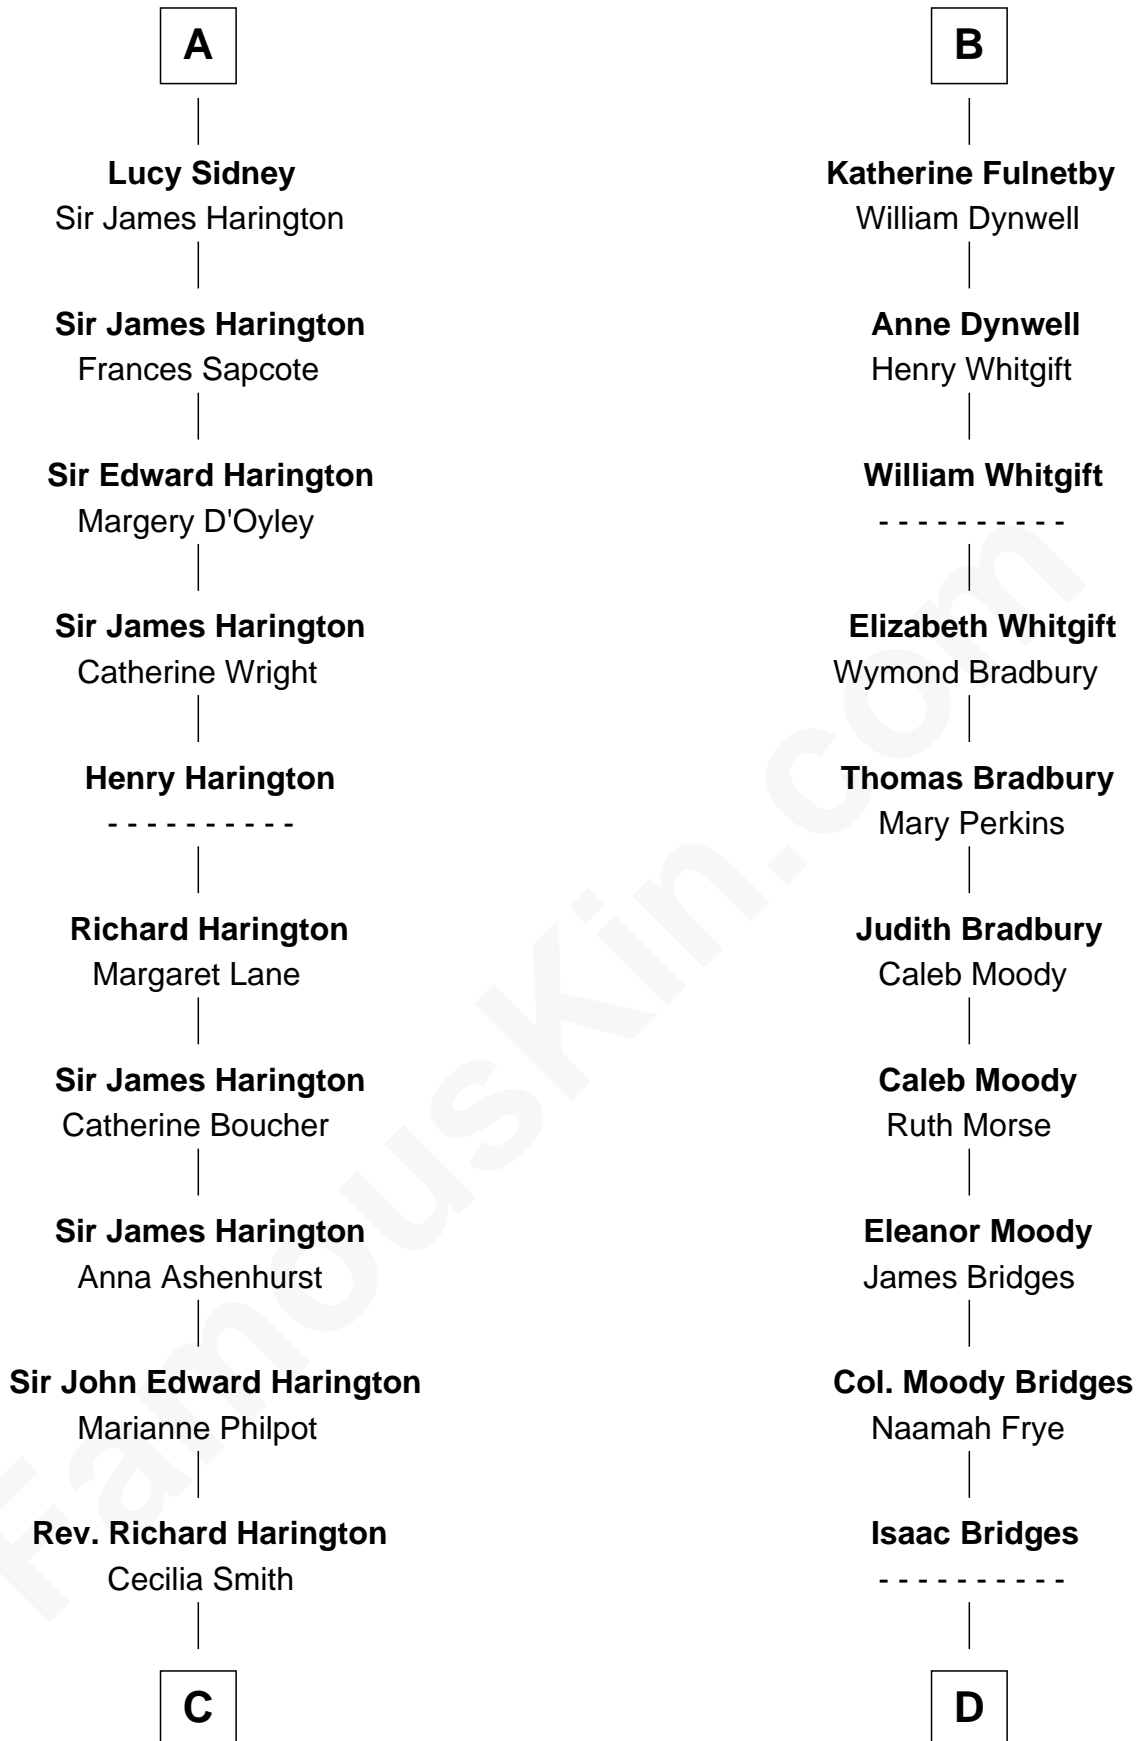 A
Lucy Sidney
Sir James Harington
Sir James Harington
Frances Sapcote
Sir Edward Harington
Margery D'Oyley
Sir James Harington
Catherine Wright
Henry Harington
- - - - - - - - - -
Richard Harington
Margaret Lane
Sir James Harington
Catherine Boucher
Sir James Harington
Anna Ashenhurst
Sir John Edward Harington
Marianne Philpot
Rev. Richard Harington
Cecilia Smith
C
B
Katherine Fulnetby
William Dynwell
Anne Dynwell
Henry Whitgift
William Whitgift
- - - - - - - - - -
Elizabeth Whitgift
Wymond Bradbury
Thomas Bradbury
Mary Perkins
Judith Bradbury
Caleb Moody
Caleb Moody
Ruth Morse
Eleanor Moody
James Bridges
Col. Moody Bridges
Naamah Frye
Isaac Bridges
- - - - - - - - - -
D
FamousKin.com